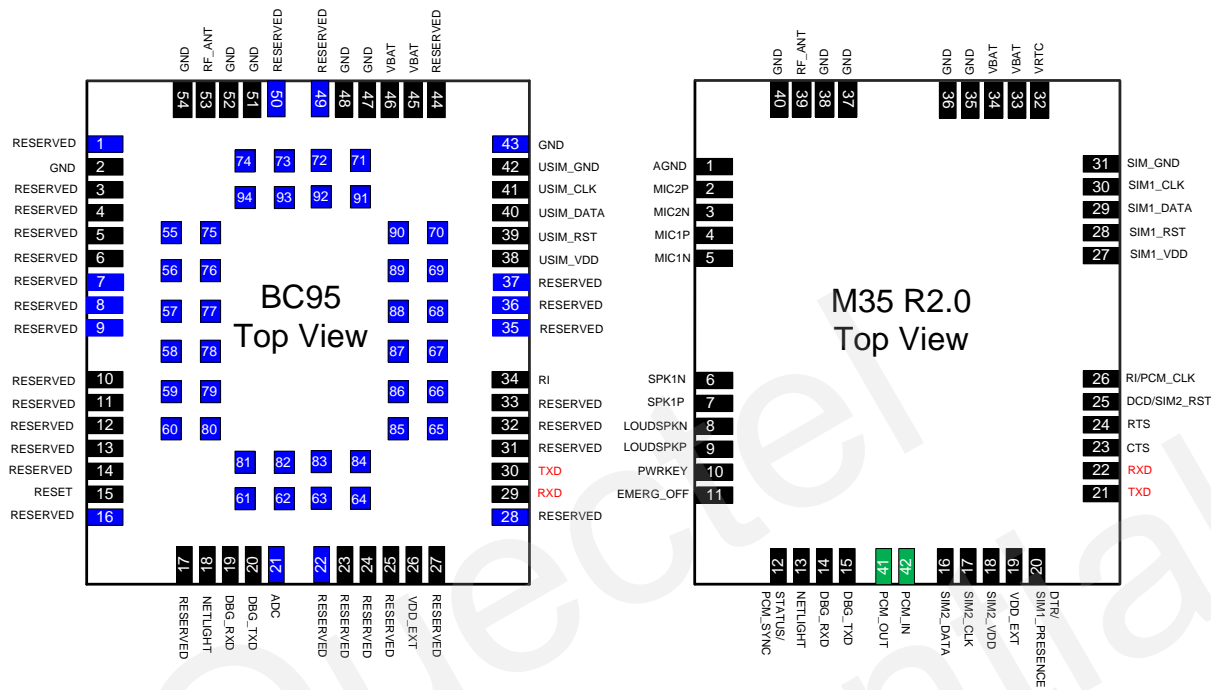 GND
RF_ANT
GND
GND
RESERVED
RESERVED
GND
GND
VBAT
VBAT
RESERVED
54
53
52
51
50
49
48
47
46
45
44
RESERVED 1
GND 2
RESERVED 3
RESERVED 4
RESERVED 5
RESERVED 6
RESERVED 7
RESERVED 8
RESERVED 9
RESERVED 10
RESERVED 11
RESERVED 12
RESERVED 13
RESERVED 14
RESET 15
RESERVED 16
74 73 72 71
94 93 92 91
55 75 90 70
56 76 89 69
57 77 88 68
58 78 87 67
59 79 86 66
60 80 85 65
81 82 83 84
61 62 63 64
BC95
Top View
43 GND
42 USIM_GND
41 USIM_CLK
40 USIM_DATA
39 USIM_RST
38 USIM_VDD
37 RESERVED
36 RESERVED
35 RESERVED
34 RI
33 RESERVED
32 RESERVED
31 RESERVED
30 TXD
29 RXD
28 RESERVED
17
18
19
20
21
22
23
24
25
26
27
RESERVED
NETLIGHT
DBG_RXD
DBG_TXD
ADC
RESERVED
RESERVED
RESERVED
RESERVED
VDD_EXT
RESERVED
GND
RF_ANT
GND
GND
GND
GND
VBAT
VBAT
VRTC
40
39
38
37
36
35
34
33
32
AGND 1
MIC2P 2
MIC2N 3
MIC1P 4
MIC1N 5
SPK1N 6
SPK1P 7
LOUDSPKN 8
LOUDSPKP 9
PWRKEY 10
EMERG_OFF 11
M35 R2.0
Top View
31 SIM_GND
30 SIM1_CLK
29 SIM1_DATA
28 SIM1_RST
27 SIM1_VDD
26 RI/PCM_CLK
25 DCD/SIM2_RST
24 RTS
23 CTS
22 RXD
21 TXD
12
13
14
15
41
42
16
17
18
19
20
STATUS/
PCM_SYNC
NETLIGHT
DBG_RXD
DBG_TXD
PCM_OUT
PCM_IN
SIM2_DATA
SIM2_CLK
SIM2_VDD
VDD_EXT
DTR/
SIM1_PRESENCE
Quectel